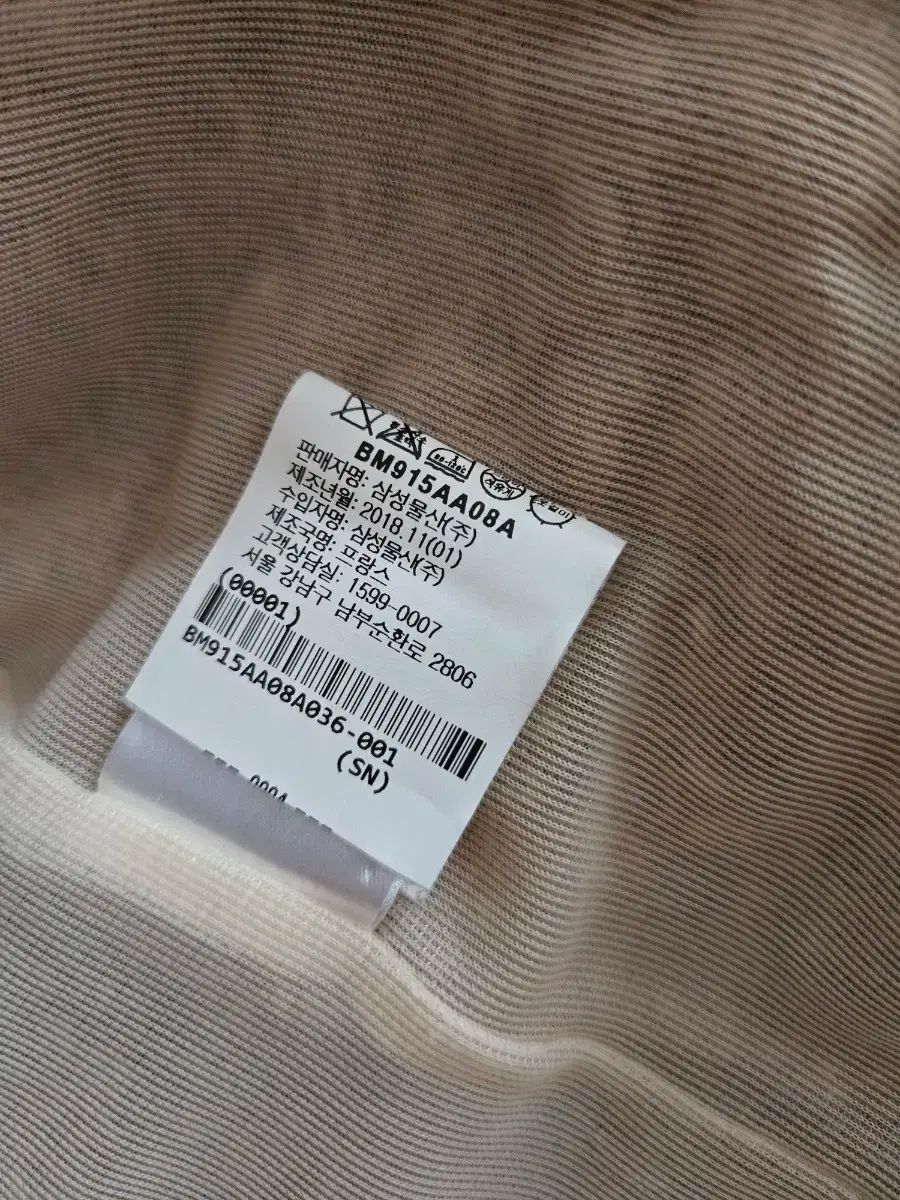 BM915AA08A
판매자명: 삼성물산(주)
제조년월: 2018.11(01)
수입자명: 삼성물산(주)
제조국명: 프랑스
고객상담실: 1599-0007
서울 강남구 남부순환로 2806
(00001)
BM915AA08A036-001
(SN)